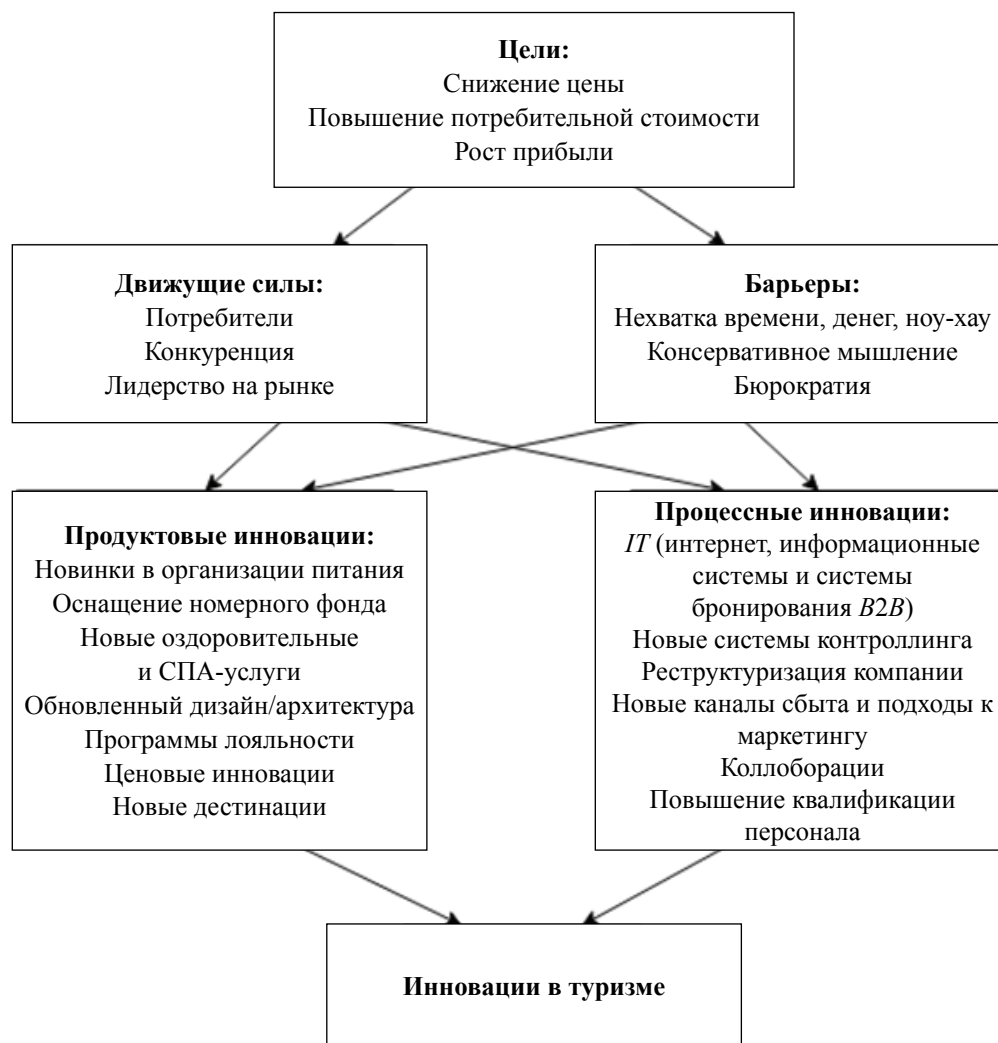 Цели:
Снижение цены
Повышение потребительной стоимости
Рост прибыли
Движущие силы:
Потребители
Конкуренция
Лидерство на рынке
Барьеры:
Нехватка времени, денег, ноу-хау
Консервативное мышление
Бюрократия
Продуктовые инновации:
Новинки в организации питания
Оснащение номерного фонда
Новые оздоровительные
и СПА-услуги
Обновленный дизайн/архитектура
Программы лояльности
Ценовые инновации
Новые дестинации
Процессные инновации:
IT (интернет, информационные
системы и системы
бронирования B2B)
Новые системы контроллинга
Реструктуризация компании
Новые каналы сбыта и подходы к
маркетингу
Коллоборации
Повышение квалификации
персонала
Инновации в туризме